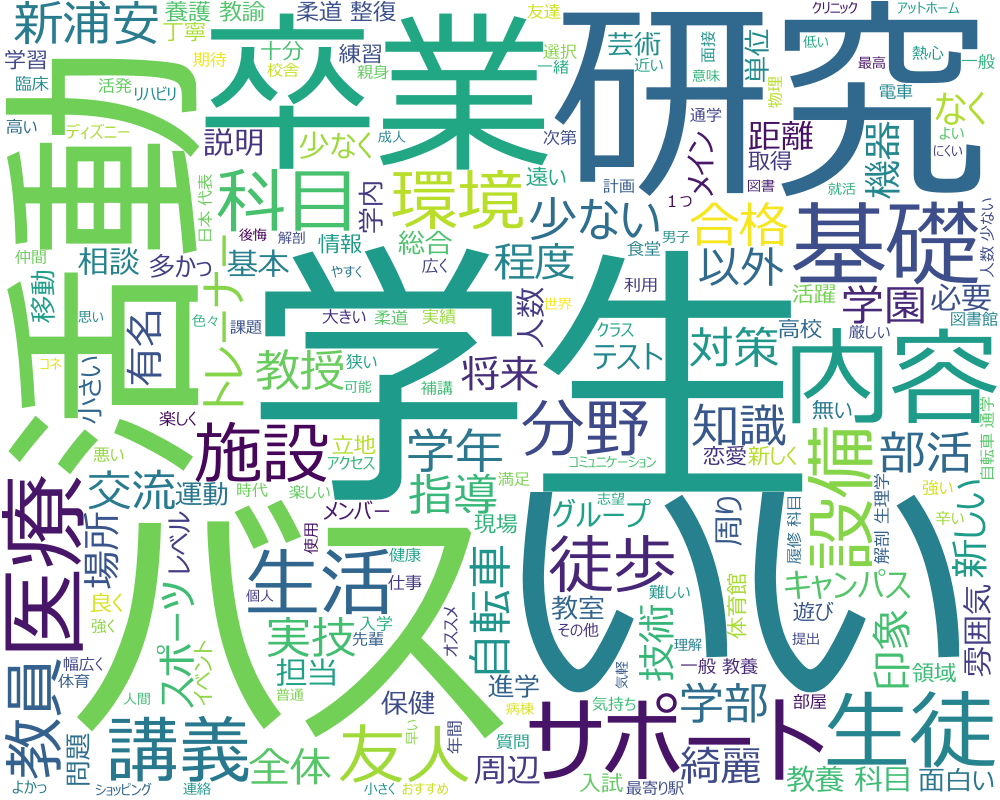 新浦安
養護 教諭
柔道 整復
友達
クリニック
アットホーム
丁寧
卒業
研究
学習
期待
十分
練習
選択
芸術
面接
単位
低い
熱心
一般
臨床
活発
リハビリ
校舎
親身
一緒
近い
意味
最高
電車
高い
ディズニー
説明
少なく
成人
次第
通学
メイン
距離
物理
機器
なく
よい
にくい
活動
日本 代表
科目
学内
環境
遠い
計画
少ない
取得
図書
就活
合格
基礎
人数 少ない
仲間
相談
多かっ
後悔
解剖
情報
総合
広く
程度
食堂
男子
以外
学園
必要
移動
思い
色々
基本
やすく
利用
活躍
図書館
トレーナー
課題
大きい
柔道
実績
人数
世界
高校
厳しい
有名
小さい
コネ
学生
クラス
テスト
対策
内容
教授
狭い
可能
補講
将来
楽しく
悪い
施設
立地
アクセス
学年
分野
知識
無い
部活
自転車 通学
恋愛
新しく
医療
交流
運動
時代
楽しい
満足
指導
コミュニケーション
設備
強い
場所
レベル
バス
メンバー
現場
いい
志望
グループ
周り
履修 科目
解剖 生理学
辛い
新しい
使用
健康
生活
個人
仕事
自転車
徒歩
キャンパス
雰囲気
良く
強く
スポーツ
イベント
実技
入学
先輩
オススメ
教室
その他
難しい
技術
体育館
遊び
提出
印象
教員
幅広く
体育
担当
理解
一般 教養
領域
人間
普通
保健
進学
気軽
気持ち
サポート
学部
部屋
生徒
問題
講義
全体
友人
病棟
早い
年間
質問
周辺
綺麗
教養 科目
面白い
よかっ
ショッピング
連絡
小さく
おすすめ
入試
最寄り駅
1つ